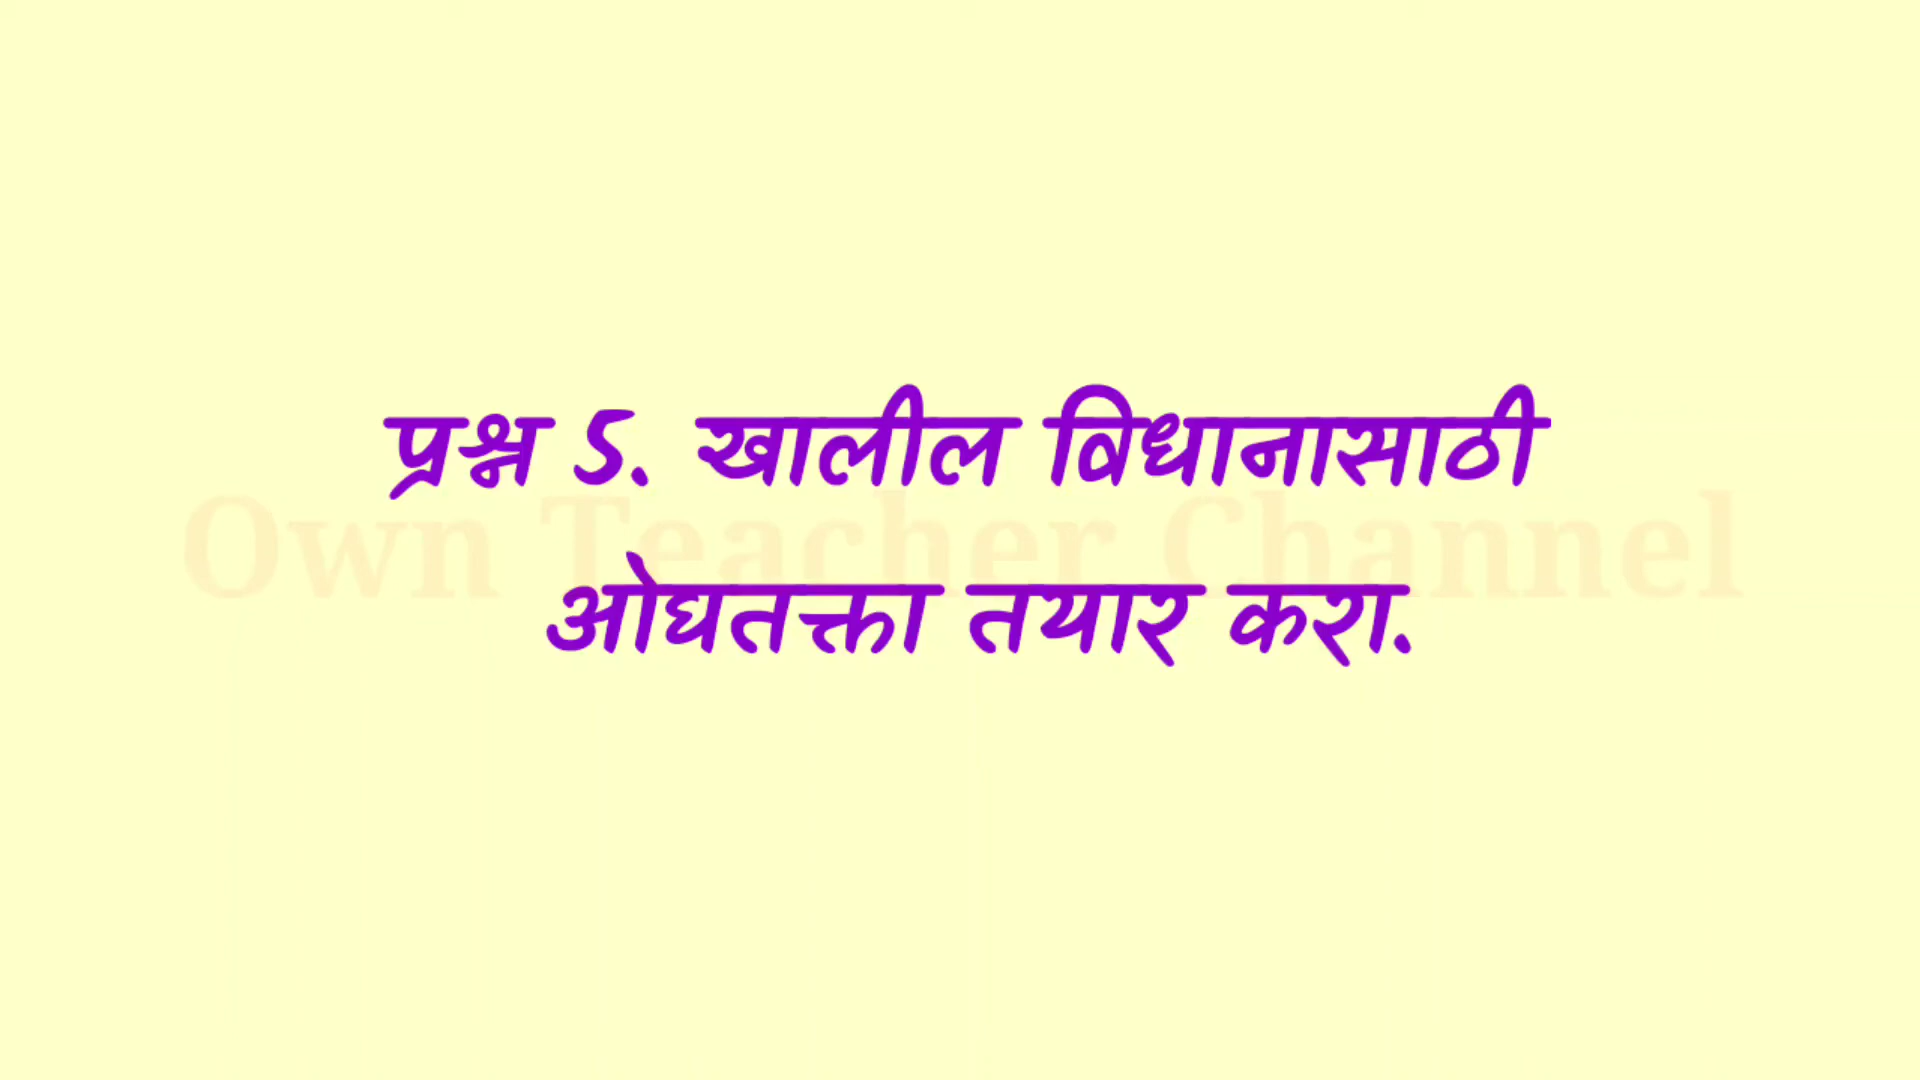 प्रश्न 5. खालील विधानासाठी
Own Teacher Channel
ओघतक्ता तयार करा.